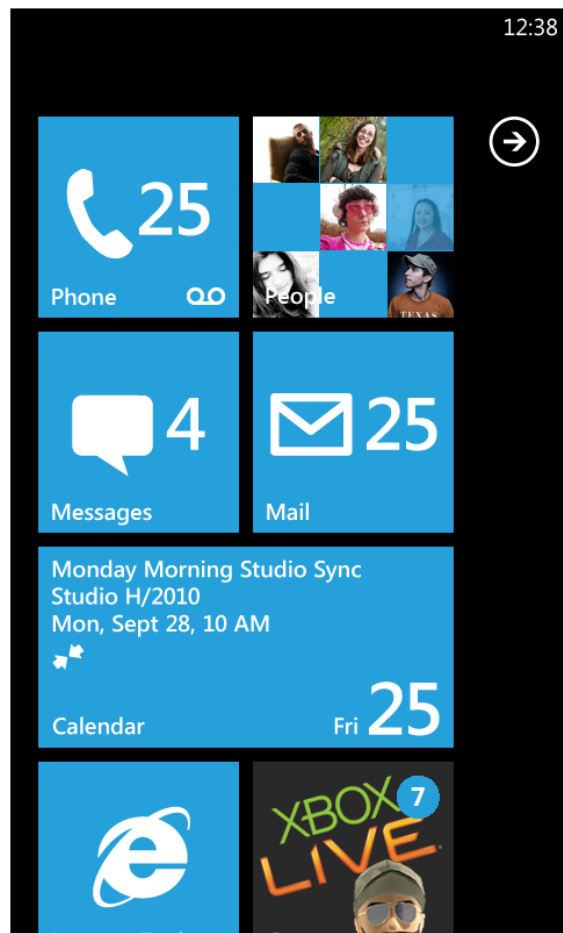 12:38
25
Phone
People
TEXAS
4
Messages
25
Mail
Monday Morning Studio Sync
Studio H/2010
Mon, Sept 28, 10 AM
Calendar
Fri 25
XBOX 7
LIVE